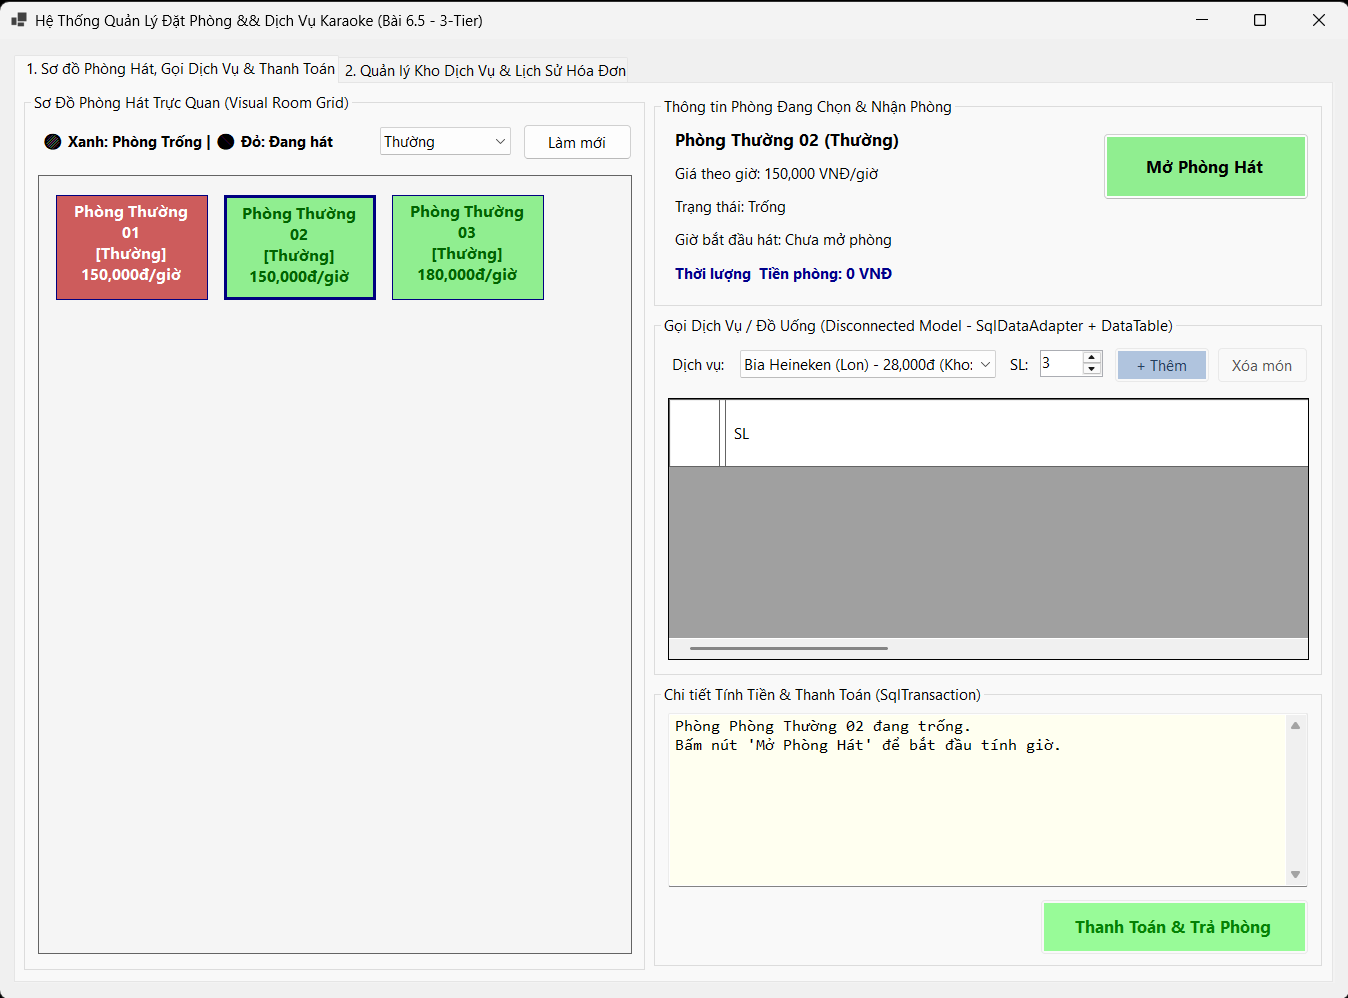 Hệ Thống Quản Lý Đặt Phòng && Dịch Vụ Karaoke (Bài 6.5 - 3-Tier)
1. Sơ đồ Phòng Hát, Gọi Dịch Vụ & Thanh Toán
2. Quản lý Kho Dịch Vụ & Lịch Sử Hóa Đơn
Sơ Đồ Phòng Hát Trực Quan (Visual Room Grid)
Xanh: Phòng Trống | Đỏ: Đang hát
Thường
Làm mới
Phòng Thường
01
[Thường]
150,000đ/giờ
Phòng Thường
02
[Thường]
150,000đ/giờ
Phòng Thường
03
[Thường]
180,000đ/giờ
Thông tin Phòng Đang Chọn & Nhận Phòng
Phòng Thường 02 (Thường)
Giá theo giờ: 150,000 VNĐ/giờ
Trạng thái: Trống
Giờ bắt đầu hát: Chưa mở phòng
Thời lượng Tiền phòng: 0 VNĐ
Mở Phòng Hát
Gọi Dịch Vụ / Đồ Uống (Disconnected Model - SqlDataAdapter + DataTable)
Dịch vụ:
Bia Heineken (Lon) - 28,000đ (Kho:
SL:
3
+ Thêm
Xóa món
SL
Chi tiết Tính Tiền & Thanh Toán (SqlTransaction)
Phòng Phòng Thường 02 đang trống.
Bấm nút 'Mở Phòng Hát' để bắt đầu tính giờ.
Thanh Toán & Trả Phòng